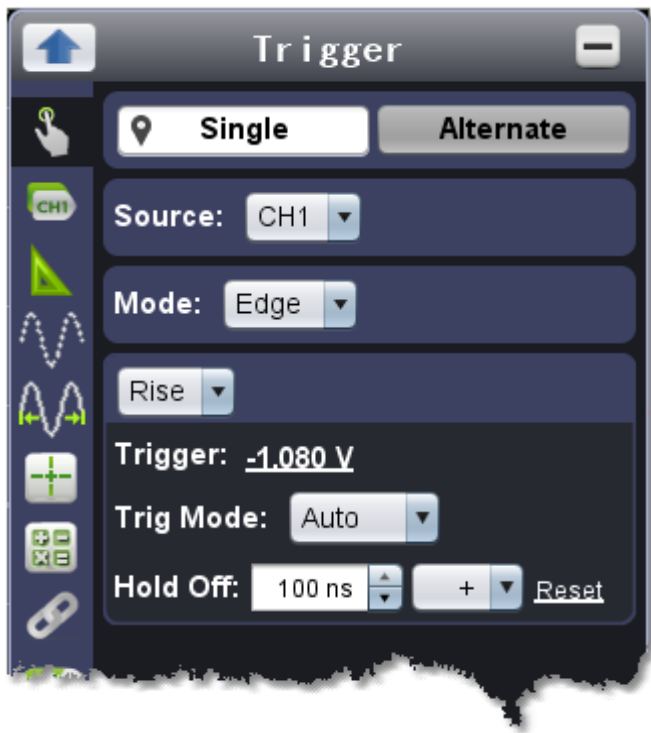 Trigger
Single Alternate
CH1
Source: CH1
Mode: Edge
Rise
Trigger: -1.080 V
Trig Mode: Auto
Hold Off: 100 ns + Reset